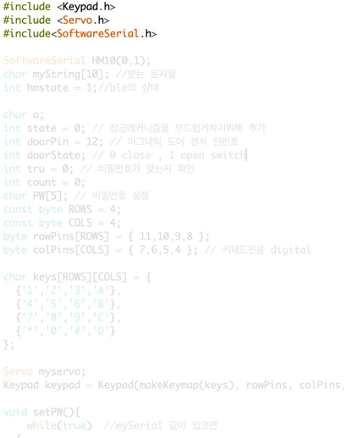 #include <Keypad.h>
#include <Servo.h>
#include<SoftwareSerial.h>
SoftwareSerial HM10(0,1);
char myString[10]; //받는 문자열
int hmstate = 1;//ble의 상태
char a;
int state = 0; // 잠금메커니즘을 부드럽게하기위해 추가
int doorPin = 12; // 마그네틱 도어 센서 핀번호
int doorState; // 0 close , 1 open switch
int tru = 0; // 비밀번호가 맞는지 확인
int count = 0;
char PW[5]; // 비밀번호 설정
const byte ROWS = 4;
const byte COLS = 4;
byte rowPins[ROWS] = { 11,10,9,8 };
byte colPins[COLS] = { 7,6,5,4 }; // 키패드핀들 digital
char keys[ROWS][COLS] = {
{'1','2','3','A'},
{'4','5','6','B'},
{'7','8','9','C'},
{'*','0','#','D'}
};
Servo myservo;
Keypad keypad = Keypad(makeKeymap(keys), rowPins, colPins,
void setPW(){
while(true) //mySerial 값이 있으면